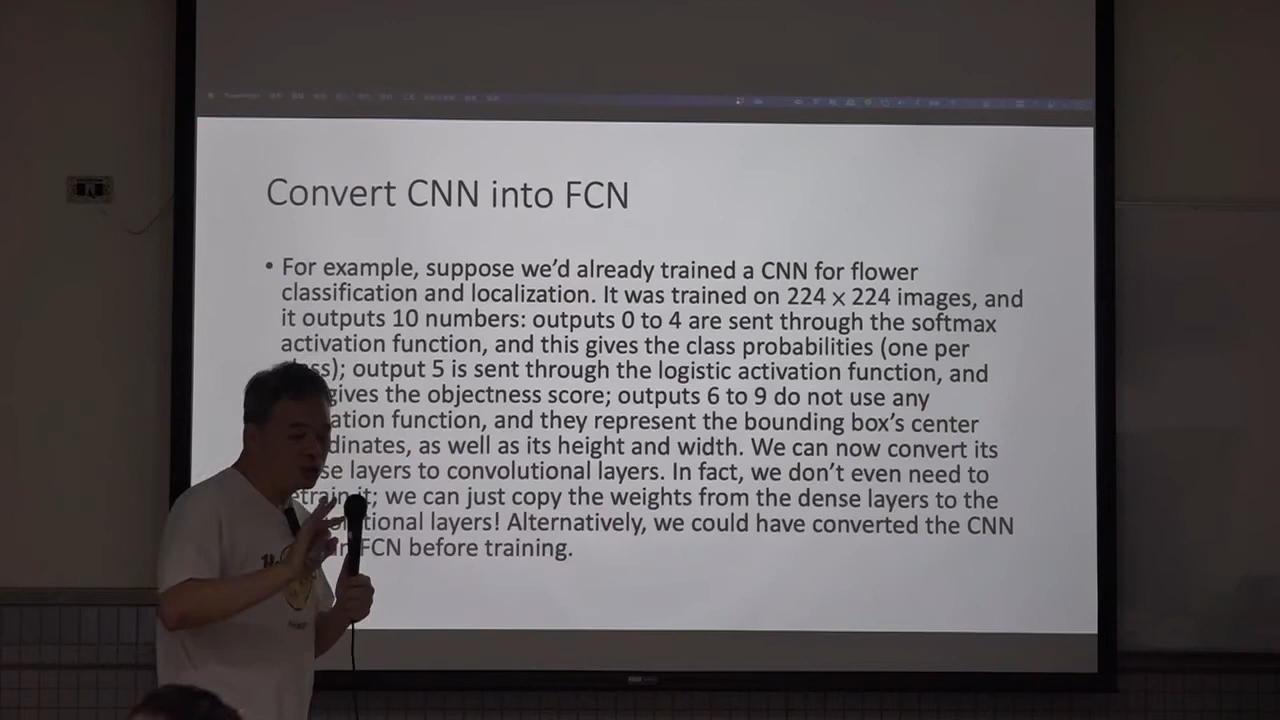 Convert CNN into FCN
• For example, suppose we'd already trained a CNN for flower
classification and localization. It was trained on 224 x 224 images, and
it outputs 10 numbers: outputs 0 to 4 are sent through the softmax
activation function, and this gives the class probabilities (one per
ss); output 5 is sent through the logistic activation function, and
gives the objectness score; outputs 6 to 9 do not use any
ation function, and they represent the bounding box's center
dinates, as well as its height and width. We can now convert its
se layers to convolutional layers. In fact, we don't even need to
etrain it; we can just copy the weights from the dense layers to the
tional layers! Alternatively, we could have converted the CNN
FCN before training.